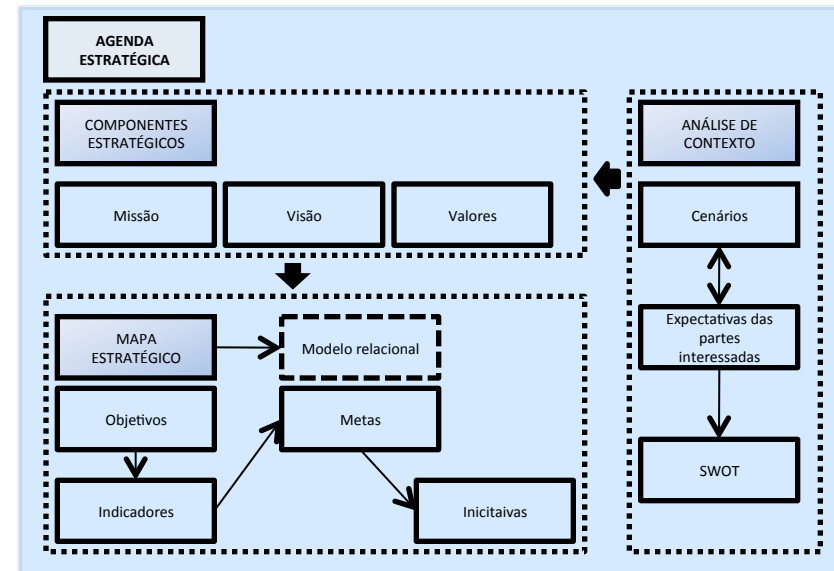 AGENDA
ESTRATÉGICA
COMPONENTES
ESTRATÉGICOS
Missão
Visão
Valores
MAPA
ESTRATÉGICO
Modelo relacional
Objetivos
Metas
Indicadores
Inicitaivas
ANÁLISE DE
CONTEXTO
Cenários
Expectativas das
partes
interessadas
SWOT